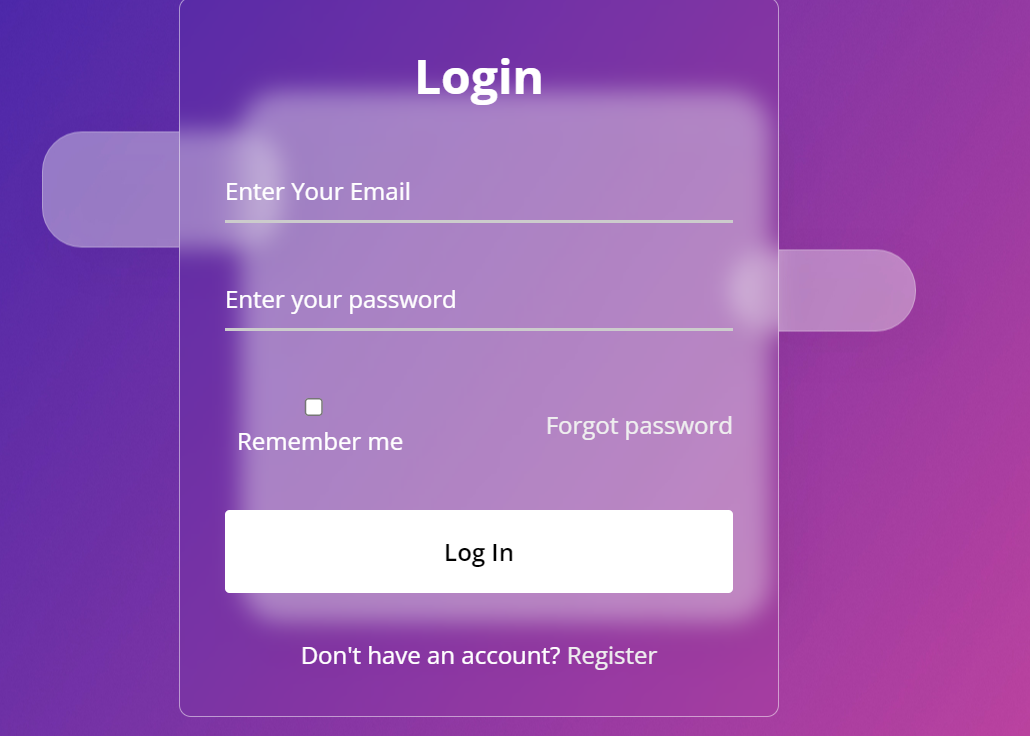 Login
Enter Your Email
Enter your password
Remember me
Forgot password
Log In
Don't have an account? Register